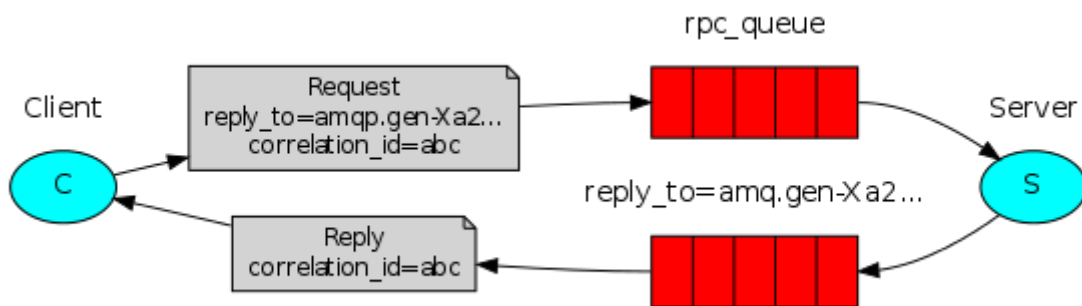 rpc_queue
Client
Request
reply_to=amqp.gen-Xa2...
correlation_id=abc
Server
C
S
reply_to=amq.gen-Xa2...
Reply
correlation_id=abc